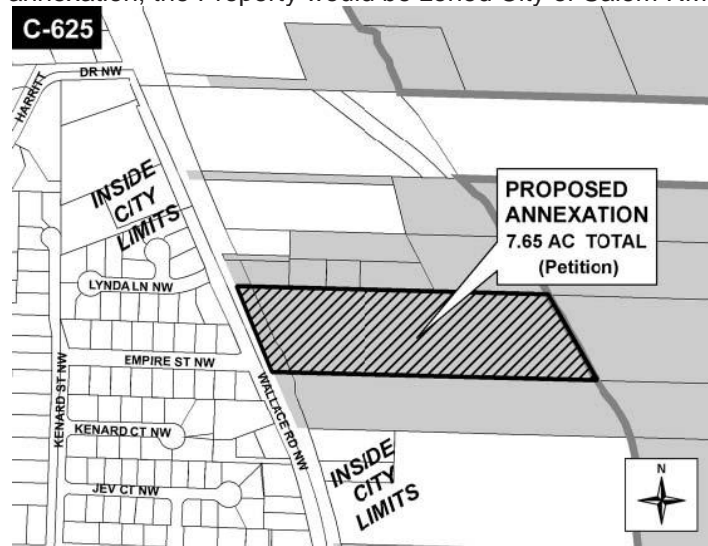 annexation, the Property would be zoned City of Salem
C-625
HARRITT
DR NW
INSIDE
CITY
LIMITS
PROPOSED
ANNEXATION
7.65 AC TOTAL
(Petition)
LYNDA LN NW
EMPIRE ST NW
KENARD ST NW
WALLACE RD NW
KENARD CT NW
JEV CT NW
INSIDE
CITY
LIMITS
N